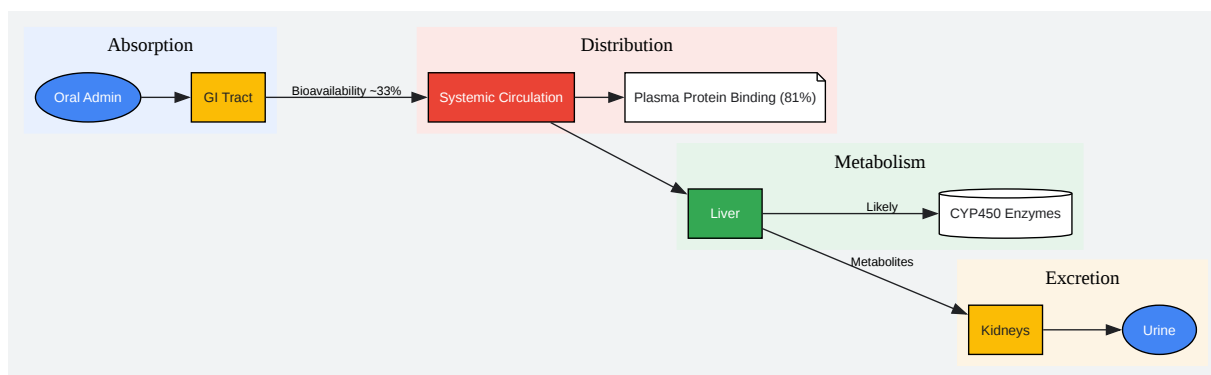 Absorption
Oral Admin
GI Tract
Bioavailability ~33%
Distribution
Systemic Circulation
Plasma Protein Binding (81%)
Metabolism
Liver
Likely
CYP450 Enzymes
Metabolites
Excretion
Kidneys
Urine